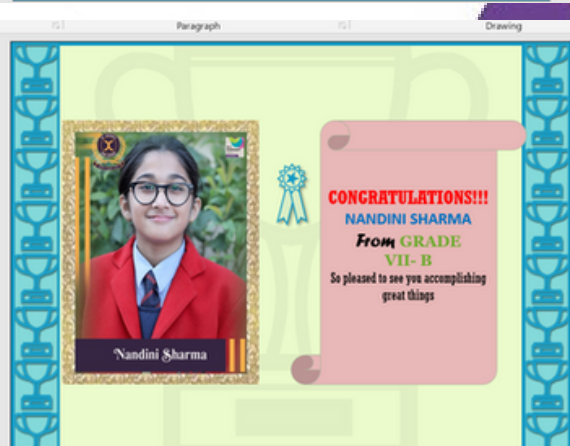 Paragraph
Drawing
Nandini Sharma
CONGRATULATIONS!!!
NANDINI SHARMA
From GRADE
VII- B
So pleased to see you accomplishing
great things